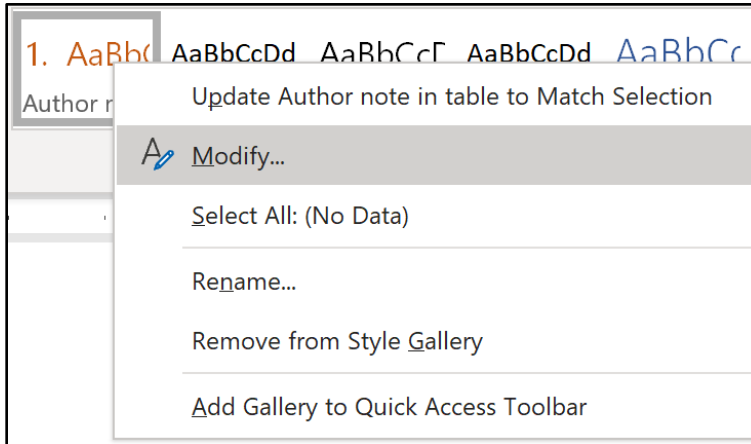 1. AaBb( AaBbCcDd AaBbCcD AaBbCcDd AaBbCc
Author
Update Author note in table to Match Selection
Modify...
Select All: (No Data)
Rename...
Remove from Style Gallery
Add Gallery to Quick Access Toolbar